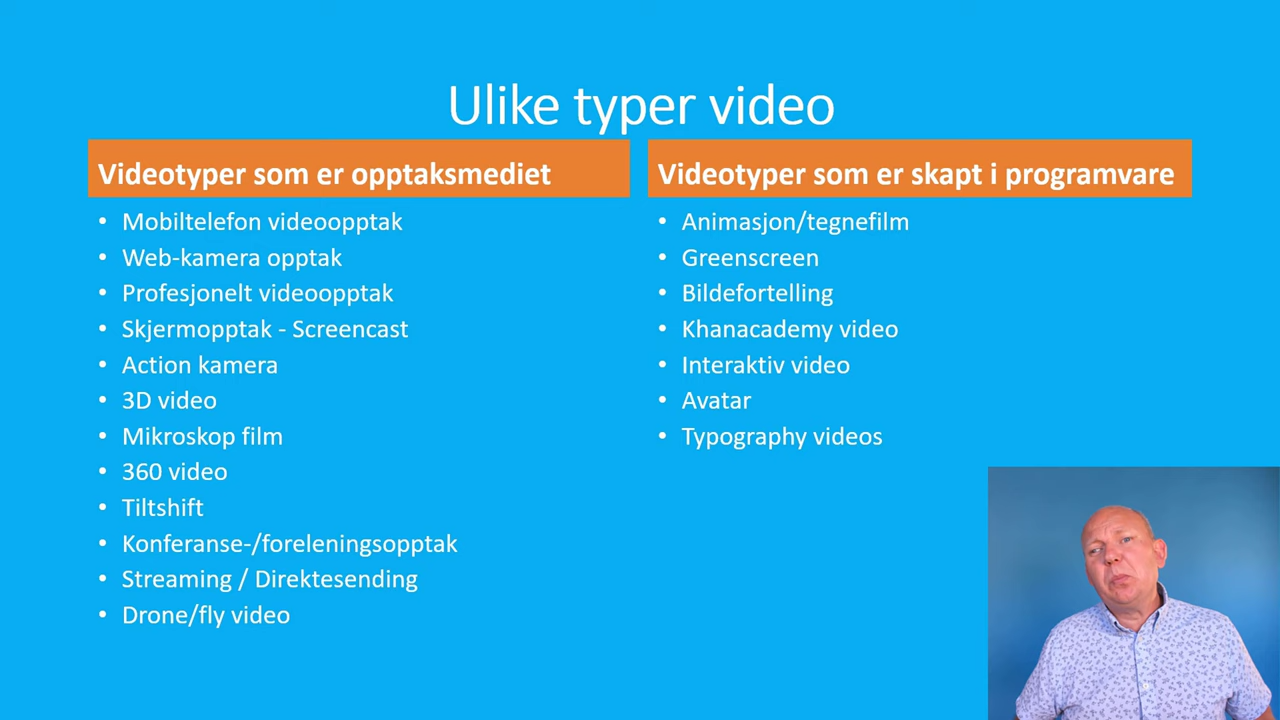 Ulike typer video
Videotyper som er opptaksmediet
• Mobiltelefon videoopptak
• Web-kamera opptak
• Profesjonelt videoopptak
• Skjermopptak - Screencast
• Action kamera
• 3D video
• Mikroskop film
• 360 video
• Tiltshift
• Konferanse-/foreleningsopptak
• Streaming / Direktesending
• Drone/fly video
Videotyper som er skapt i programvare
• Animasjon/tegnefilm
• Greenscreen
• Bildefortelling
• Khanacademy video
• Interaktiv video
• Avatar
• Typography videos